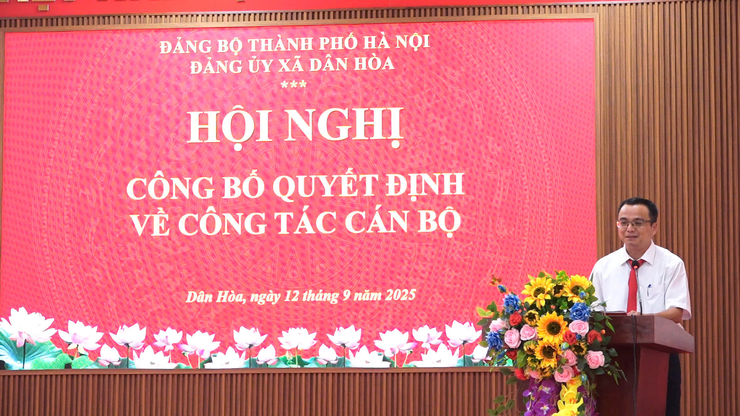 ĐẢNG BỘ THÀNH PHỐ HÀ NỘI
ĐẢNG ỦY XÃ DÂN HÒA
***
HỘI NGHỊ
CÔNG BỐ QUYẾT ĐỊNH
VỀ CÔNG TÁC CÁN BỘ
Dân Hòa, ngày 12 tháng 9 năm 2025